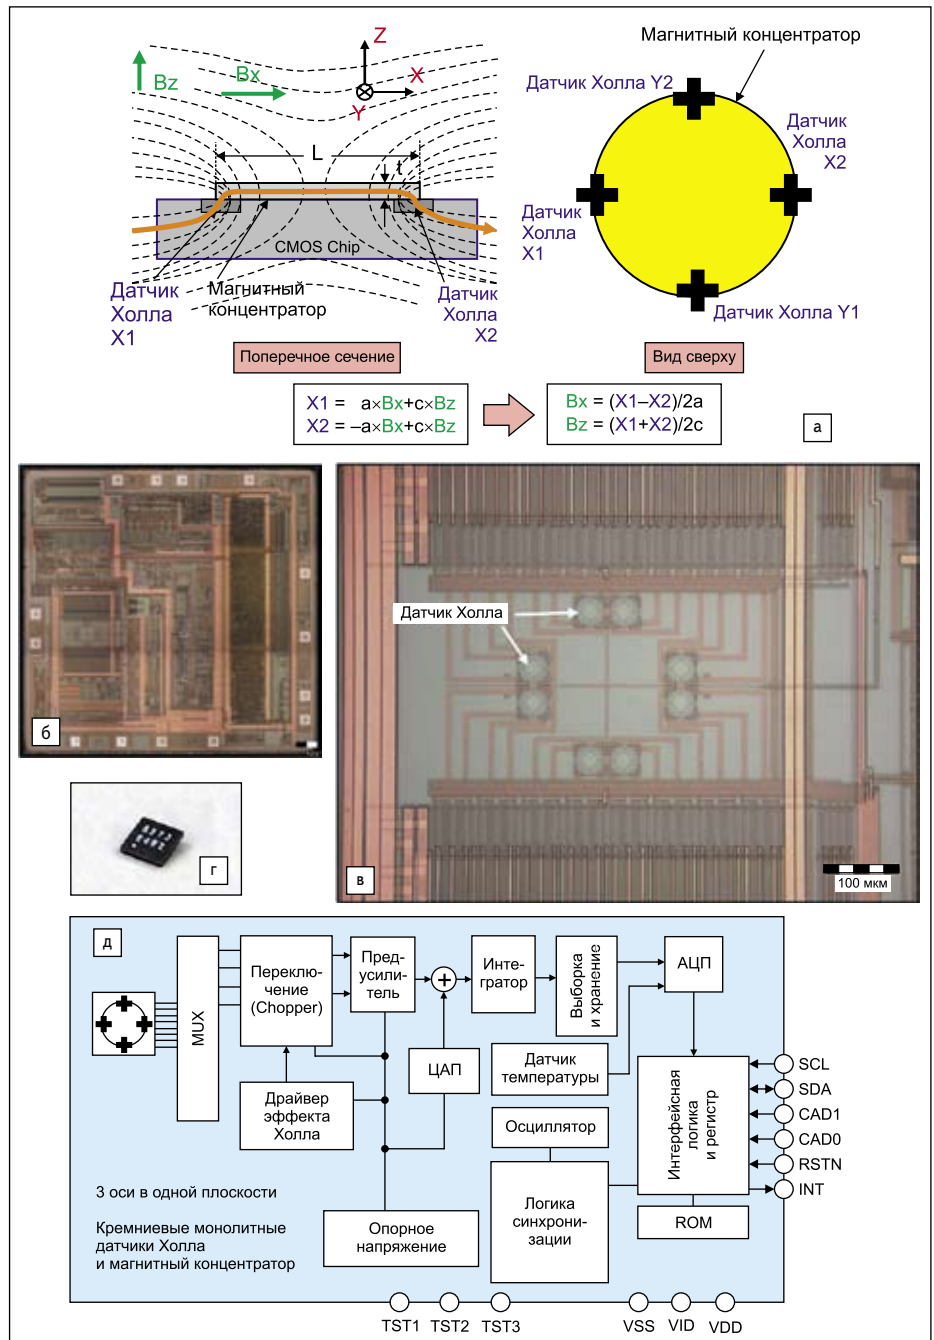 Z
Bx
Bz
X
Y
L
t
CMOS Chip
Датчик
Холла
X1
Магнитный
концентратор
Датчик
Холла
X2
Магнитный концентратор
Датчик Холла Y2
Датчик
Холла
X2
Датчик
Холла
X1
Датчик Холла Y1
Поперечное сечение
Вид сверху
X1 = a×Bx+c×Bz
X2 = –a×Bx+c×Bz
Bx = (X1–X2)/2a
Bz = (X1+X2)/2c
а
б
Датчик Холла
в
100 мкм
г
д
MUX
Переклю-
чение
(Chopper)
Пред-
усили-
тель
+
Инте-
гратор
Выборка
и хранение
АЦП
Драйвер
эффекта
Холла
ЦАП
Датчик
температуры
Осциллятор
Интерфейсная
логика
и регистр
SCL
SDA
CAD1
CAD0
RSTN
INT
3 оси в одной плоскости
Кремниевые монолитные
датчики Холла
и магнитный концентратор
Опорное
напряжение
Логика
синхрони-
зации
ROM
TST1
TST2
TST3
VSS
VID
VDD